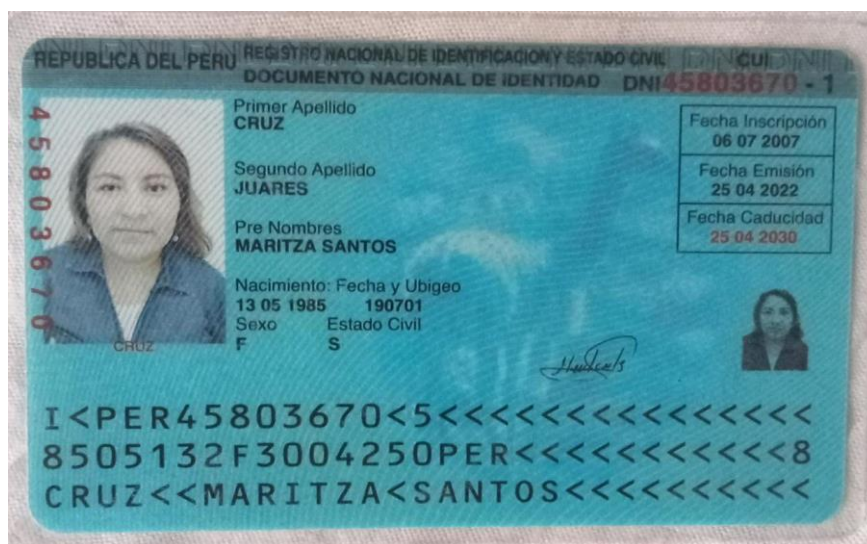 REPUBLICA DEL PERU REGISTRO NACIONAL DE IDENTIFICACION Y ESTADO CIVIL CUI
DOCUMENTO NACIONAL DE IDENTIDAD DNI 45803670 - 1
45803670
Primer Apellido
CRUZ
Segundo Apellido
JUARES
Pre Nombres
MARITZA SANTOS
Nacimiento: Fecha y Ubigeo
13 05 1985 190701
Sexo Estado Civil
F S
Fecha Inscripción
06 07 2007
Fecha Emisión
25 04 2022
Fecha Caducidad
25 04 2030
CRUZ
I<PER45803670<5<<<<<<<<<<<<<<<
8505132F3004250PER<<<<<<<<<<<8
CRUZ<<MARITZA<SANTOS<<<<<<<<<<